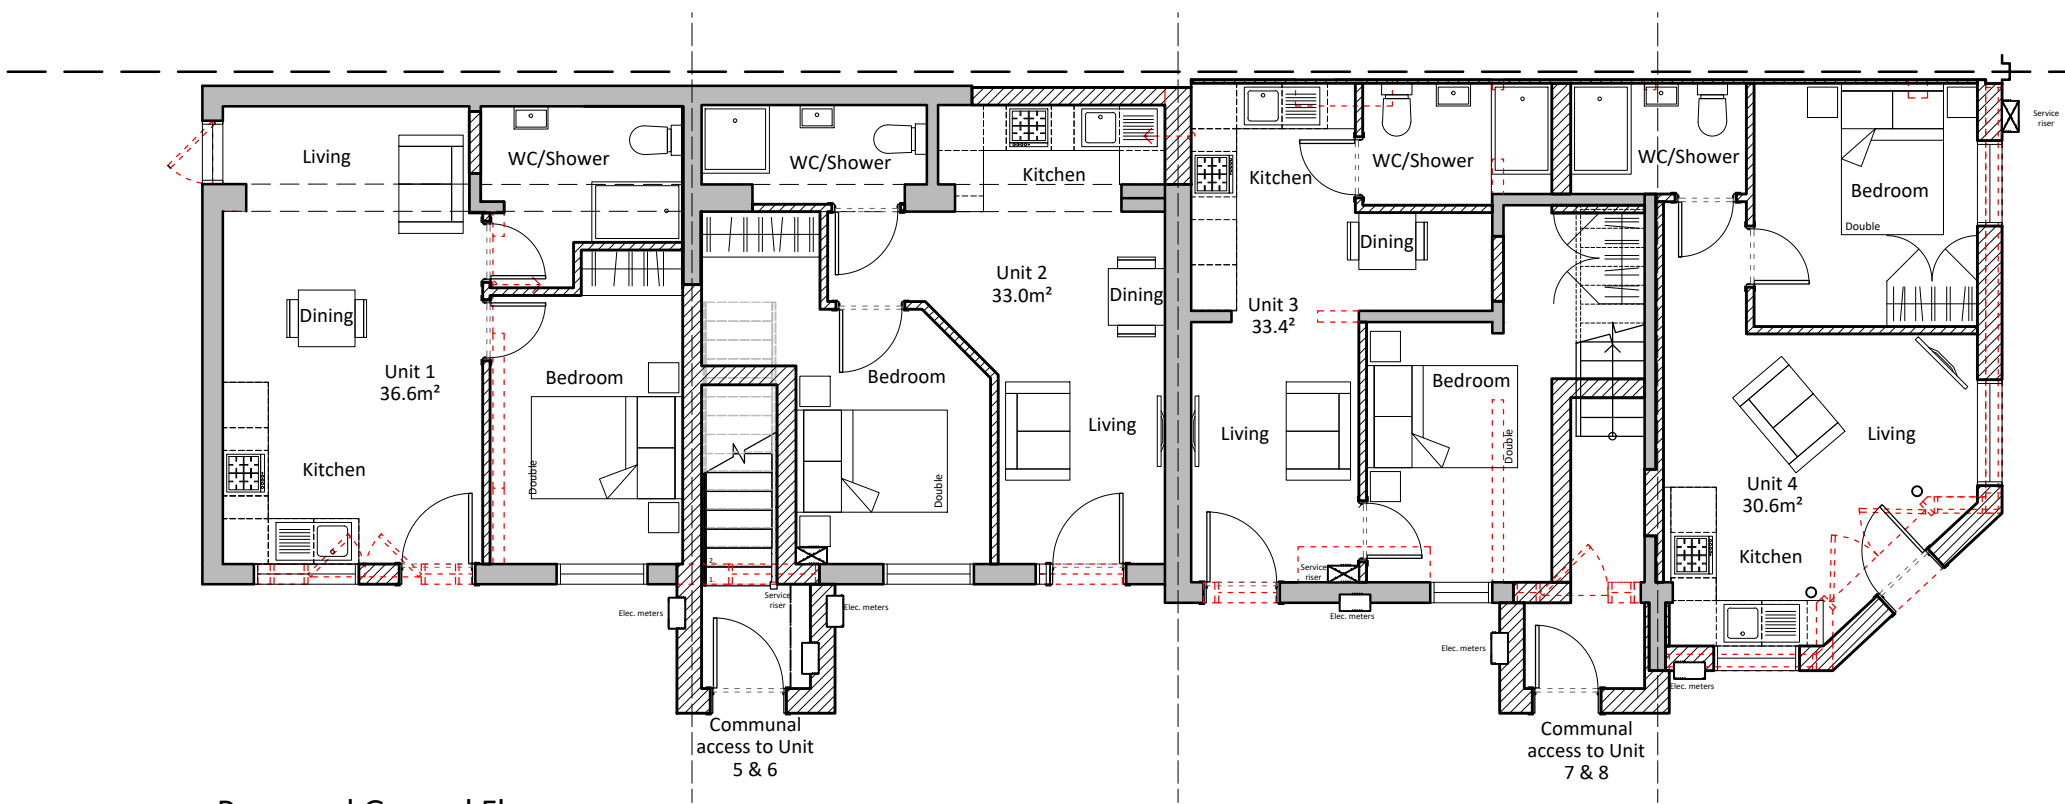 Living
WC/Shower
Dining
Unit 1
36.6m²
Bedroom
Double
Kitchen
WC/Shower
Kitchen
Unit 2
33.0m²
Dining
Bedroom
Double
Living
2
1
Service
riser
Elec. meters
Elec. meters
Communal
access to Unit
5 & 6
Kitchen
WC/Shower
Dining
Unit 3
33.4²
Bedroom
Double
Living
Service
riser
Elec. meters
Elec. meters
Communal
access to Unit
7 & 8
WC/Shower
Bedroom
Double
Service
riser
Living
Unit 4
30.6m²
Kitchen
Elec. meters